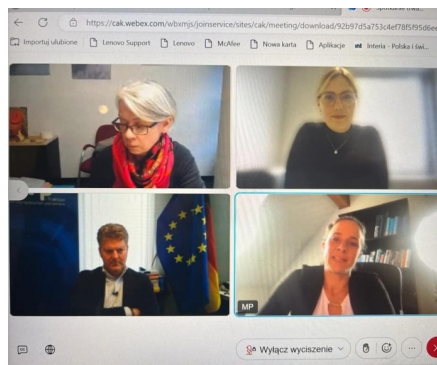 https://cak.webex.com/wbxmjs/joinservice/sites/cak/meeting/download/92b97d5a753c4ef78f5f95d6ee
Importuj ulubione Lenovo Support Lenovo McAfee Nowa karta Aplikacje Interia - Polska i świ...
MP
Wyłącz wyciszenie